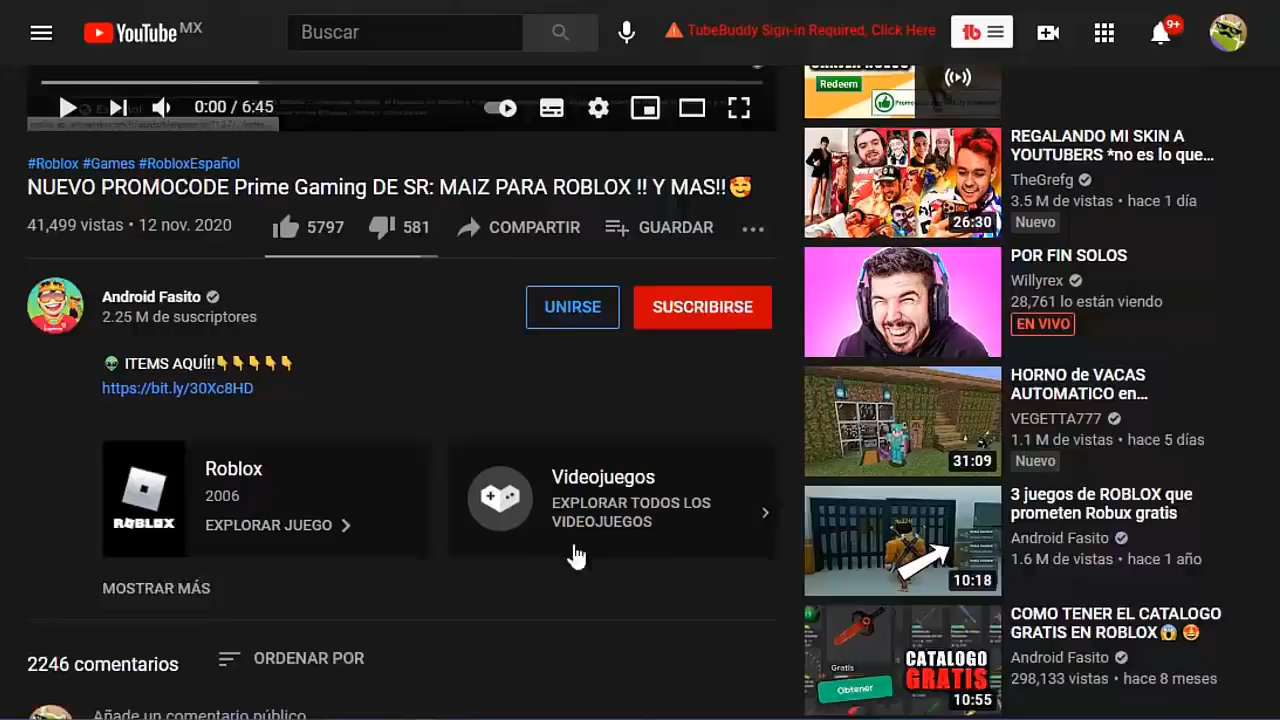 YouTube MX
Buscar
TubeBuddy Sign-in Required, Click Here
tb
9+
0:00 / 6:45
#Roblox #Games #RobloxEspañol
NUEVO PROMOCODE Prime Gaming DE SR: MAIZ PARA ROBLOX !! Y MAS!!🥰
41,499 vistas • 12 nov. 2020
5797
581
COMPARTIR
GUARDAR
Android Fasito
2.25 M de suscriptores
UNIRSE
SUSCRIBIRSE
👽 ITEMS AQUÍ!!👇👇👇👇👇
https://bit.ly/30Xc8HD
ROBLOX
Roblox
2006
EXPLORAR JUEGO
Videojuegos
EXPLORAR TODOS LOS
VIDEOJUEGOS
MOSTRAR MÁS
2246 comentarios
ORDENAR POR
Añade un comentario público
Redeem
26:30
REGALANDO MI SKIN A
YOUTUBERS *no es lo que...
TheGrefg
3.5 M de vistas • hace 1 día
Nuevo
POR FIN SOLOS
Willyrex
28,761 lo están viendo
EN VIVO
31:09
HORNO de VACAS
AUTOMATICO en...
VEGETTA777
1.1 M de vistas • hace 5 días
Nuevo
10:18
3 juegos de ROBLOX que
prometen Robux gratis
Android Fasito
1.6 M de vistas • hace 1 año
Gratis
Obtener
CATALOGO
GRATIS
10:55
COMO TENER EL CATALOGO
GRATIS EN ROBLOX😱🤩
Android Fasito
298,133 vistas • hace 8 meses